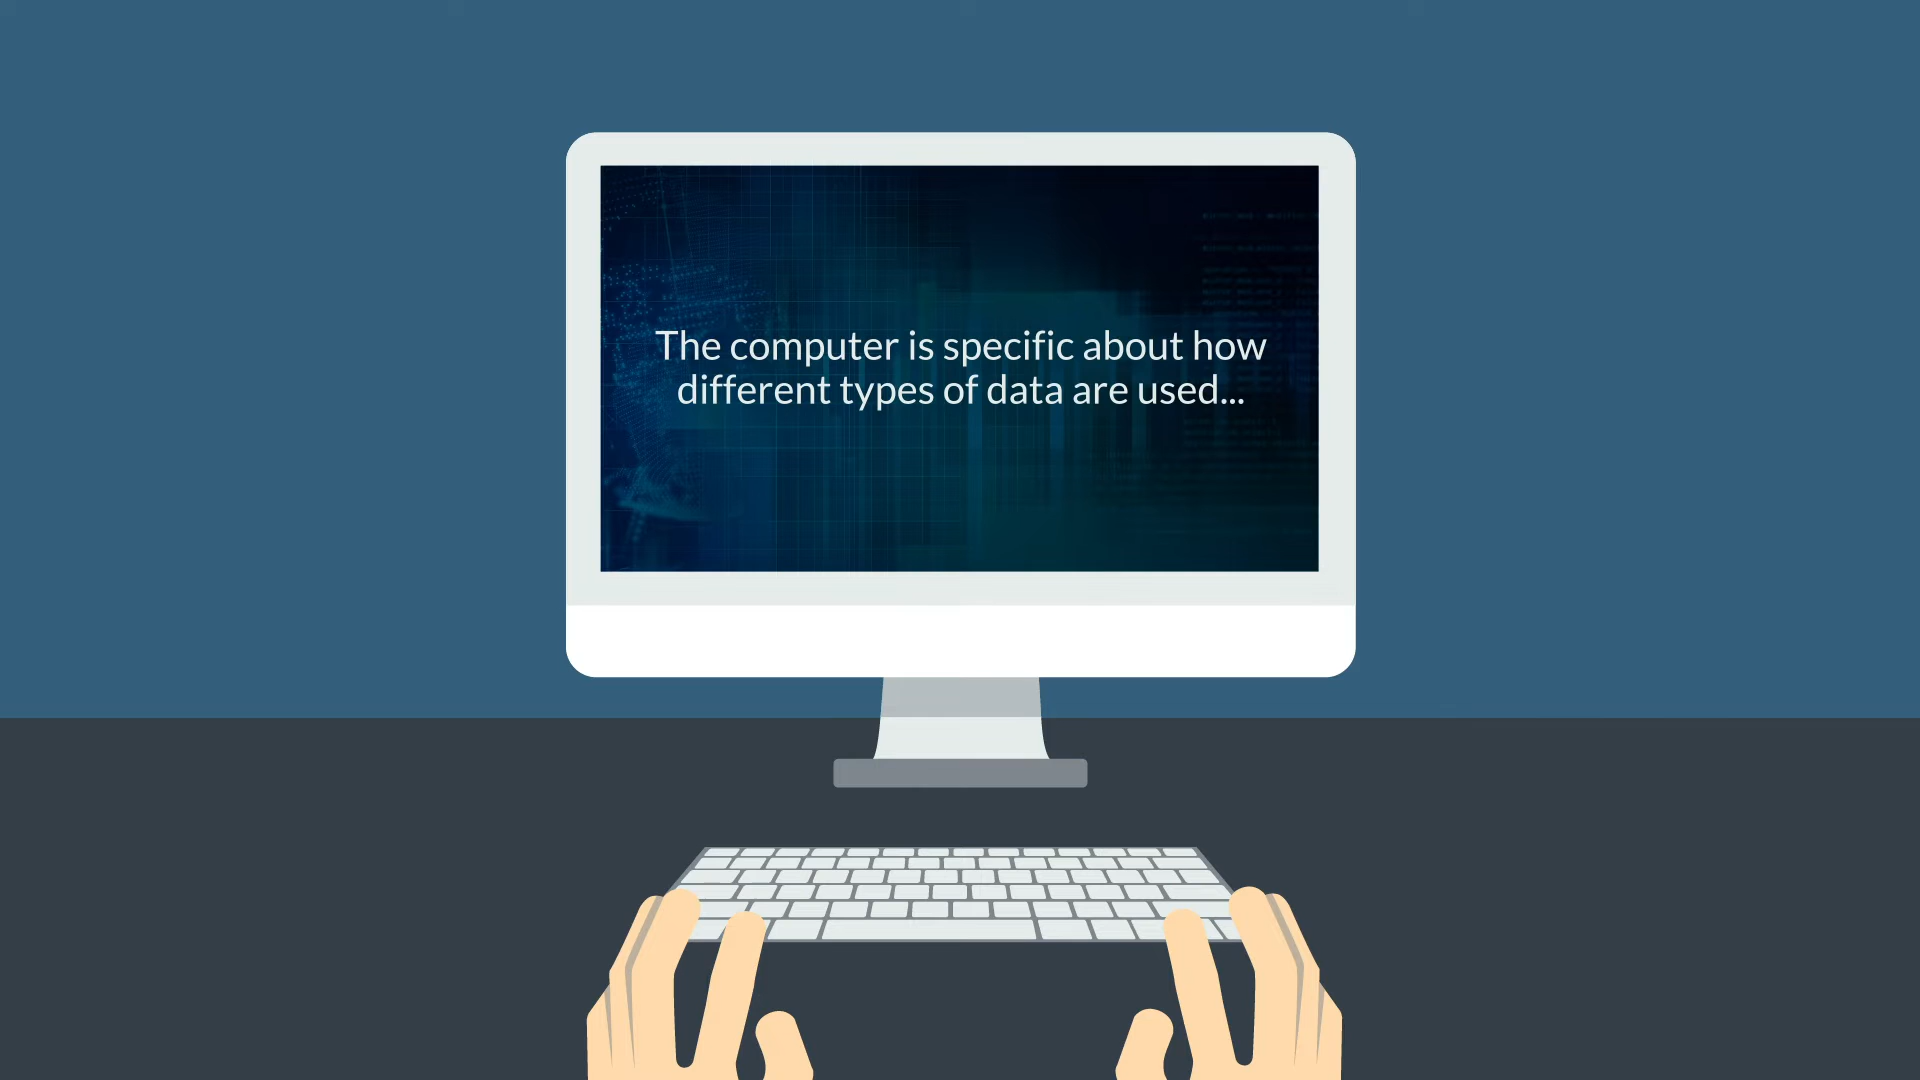 The computer is specific about how
different types of data are used...